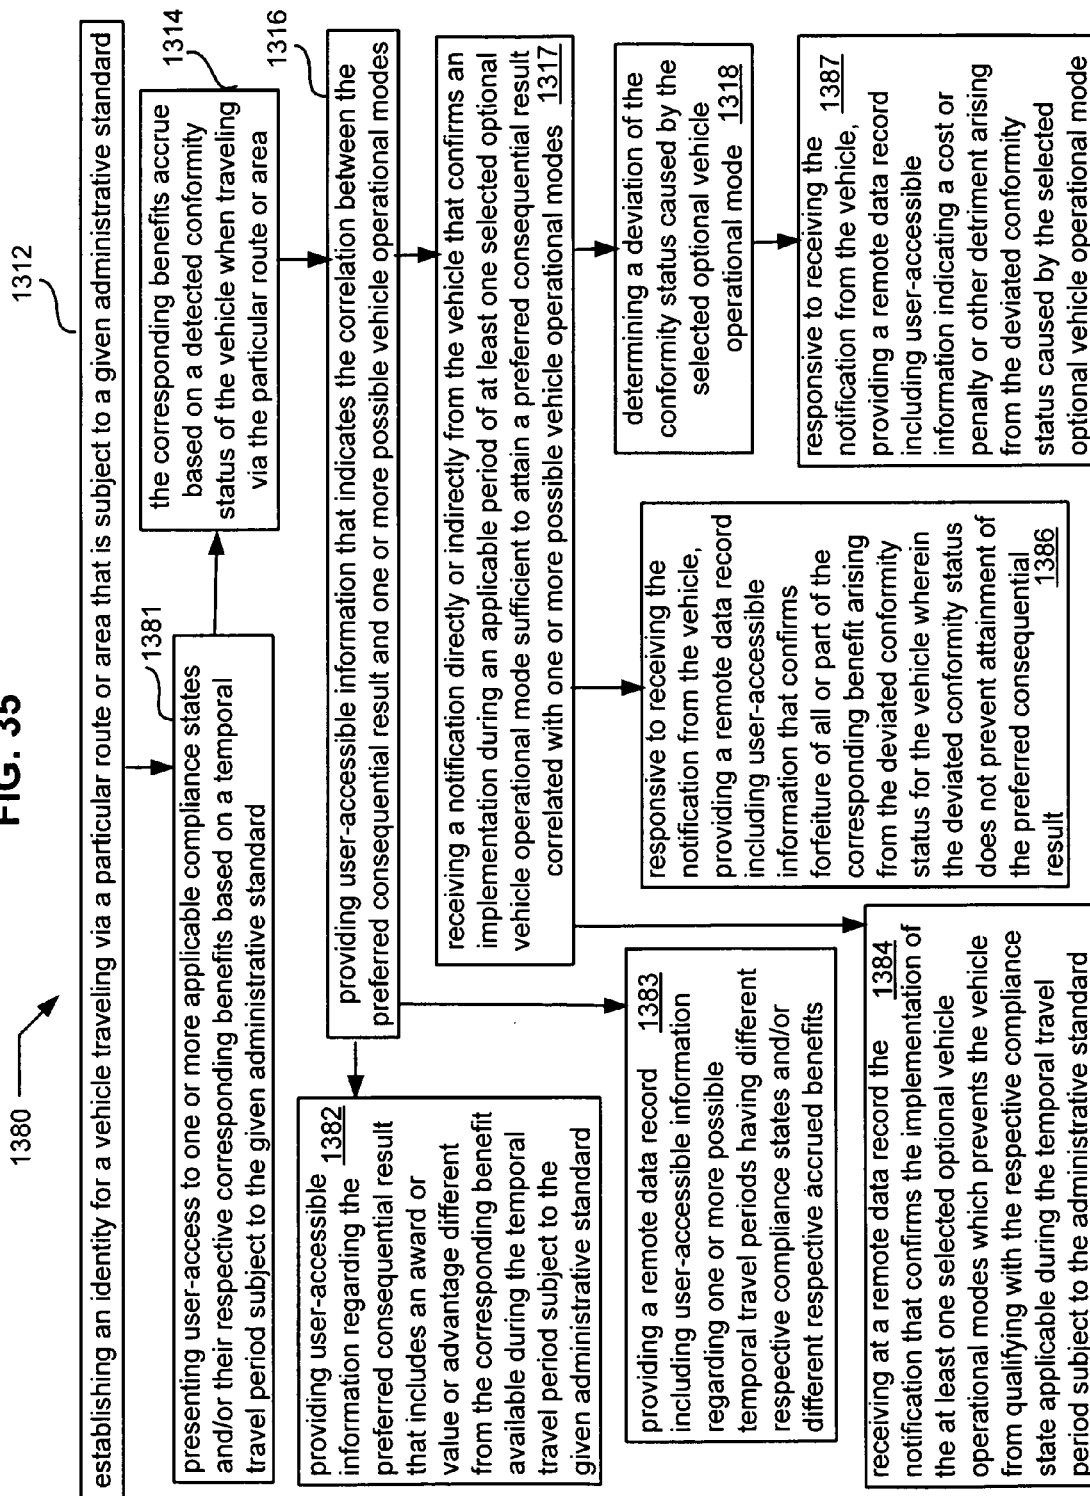 FIG. 35
1380
1312
establishing an identity for a vehicle traveling via a particular route or area that is subject to a given administrative standard
1381
presenting user-access to one or more applicable compliance states
and/or their respective corresponding benefits based on a temporal
travel period subject to the given administrative standard
1314
the corresponding benefits accrue
based on a detected conformity
status of the vehicle when traveling
via the particular route or area
1316
providing user-accessible information that indicates the correlation between the
preferred consequential result and one or more possible vehicle operational modes
providing user-accessible 1382
information regarding the
preferred consequential result
that includes an award or
value or advantage different
from the corresponding benefit
available during the temporal
travel period subject to the
given administrative standard
receiving a notification directly or indirectly from the vehicle that confirms an
implementation during an applicable period of at least one selected optional
vehicle operational mode sufficient to attain a preferred consequential result
correlated with one or more possible vehicle operational modes 1317
providing a remote data record 1383
including user-accessible information
regarding one or more possible
temporal travel periods having different
respective compliance states and/or
different respective accrued benefits
determining a deviation of the
conformity status caused by the
selected optional vehicle
operational mode 1318
responsive to receiving the
notification from the vehicle,
providing a remote data record
including user-accessible
information that confirms
forfeiture of all or part of the
corresponding benefit arising
from the deviated conformity
status for the vehicle wherein
the deviated conformity status
does not prevent attainment of
the preferred consequential
result 1386
responsive to receiving the 1387
notification from the vehicle,
providing a remote data record
including user-accessible
information indicating a cost or
penalty or other detriment arising
from the deviated conformity
status caused by the selected
optional vehicle operational mode
receiving at a remote data record the 1384
notification that confirms the implementation of
the at least one selected optional vehicle
operational modes which prevents the vehicle
from qualifying with the respective compliance
state applicable during the temporal travel
period subject to the administrative standard